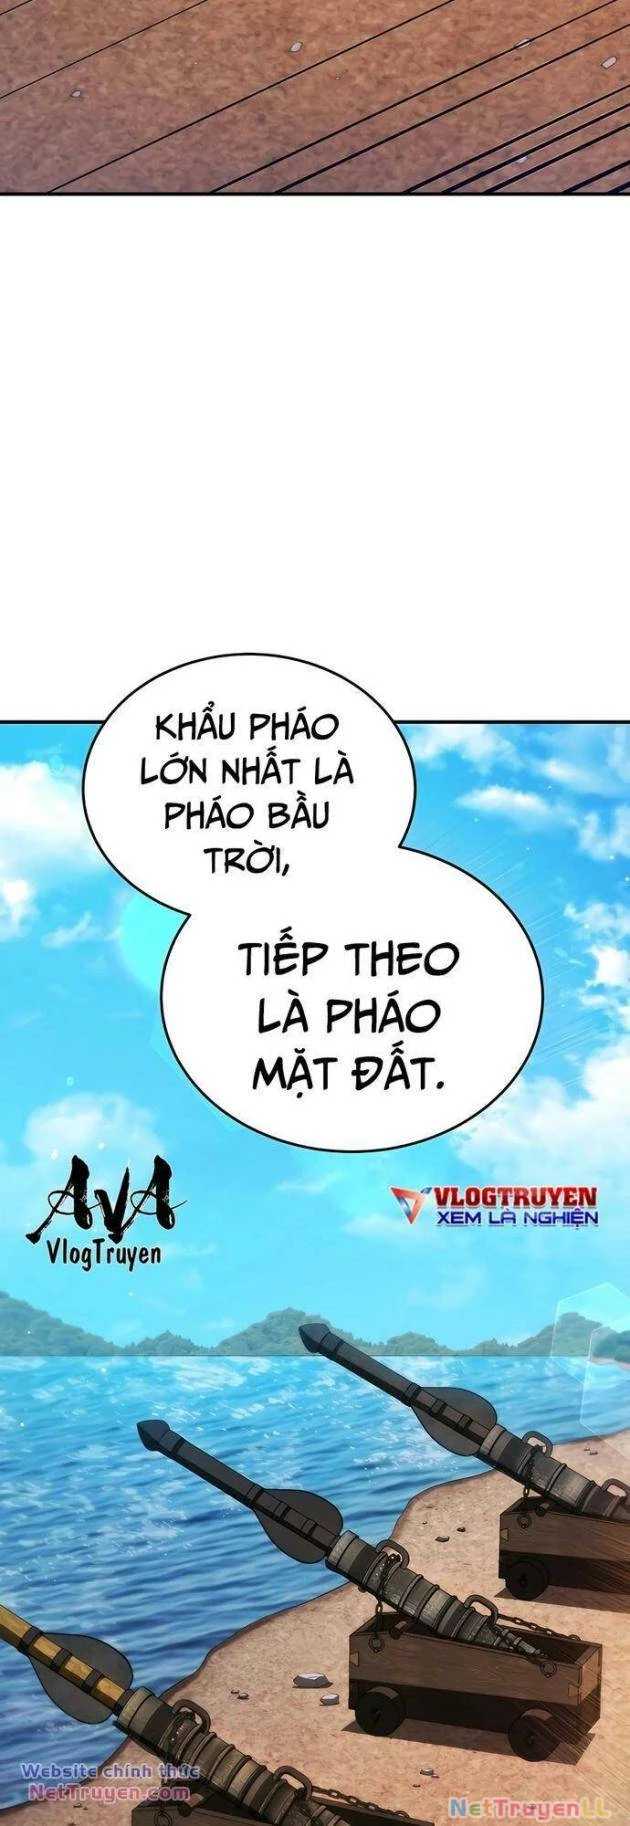 KHẨU PHÁO
LỚN NHẤT LÀ
PHÁO BẦU
TRỜI,
TIẾP THEO
LÀ PHÁO
MẶT ĐẤT.
AVA
VlogTruyen
VLOGTRUYEN
XEM LÀ NGHIỆN
Website chính thức
NetTruyen.com
NetTruyenLL